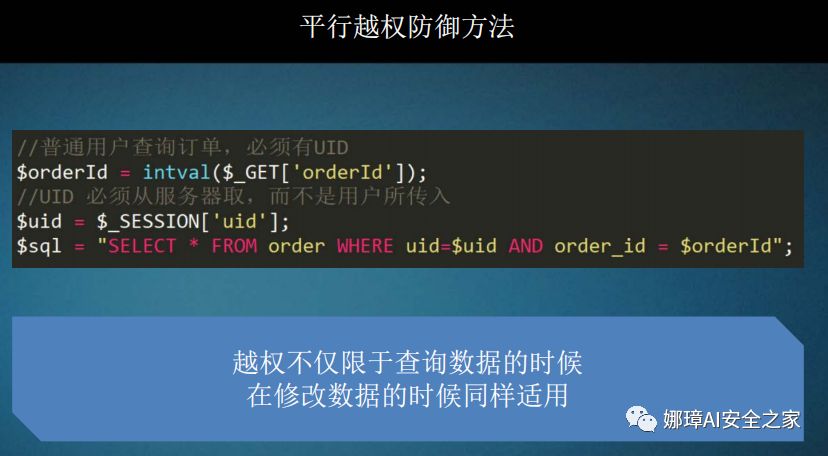 平行越权防御方法
//普通用户查询订单，必须有UID
$orderId = intval($_GET['orderId']);
//UID 必须从服务器取，而不是用户所传入
$uid = $_SESSION['uid'];
$sql = "SELECT * FROM order WHERE uid=$uid AND order_id = $orderId";
越权不仅限于查询数据的时候
在修改数据的时候同样适用
娜璋AI安全之家